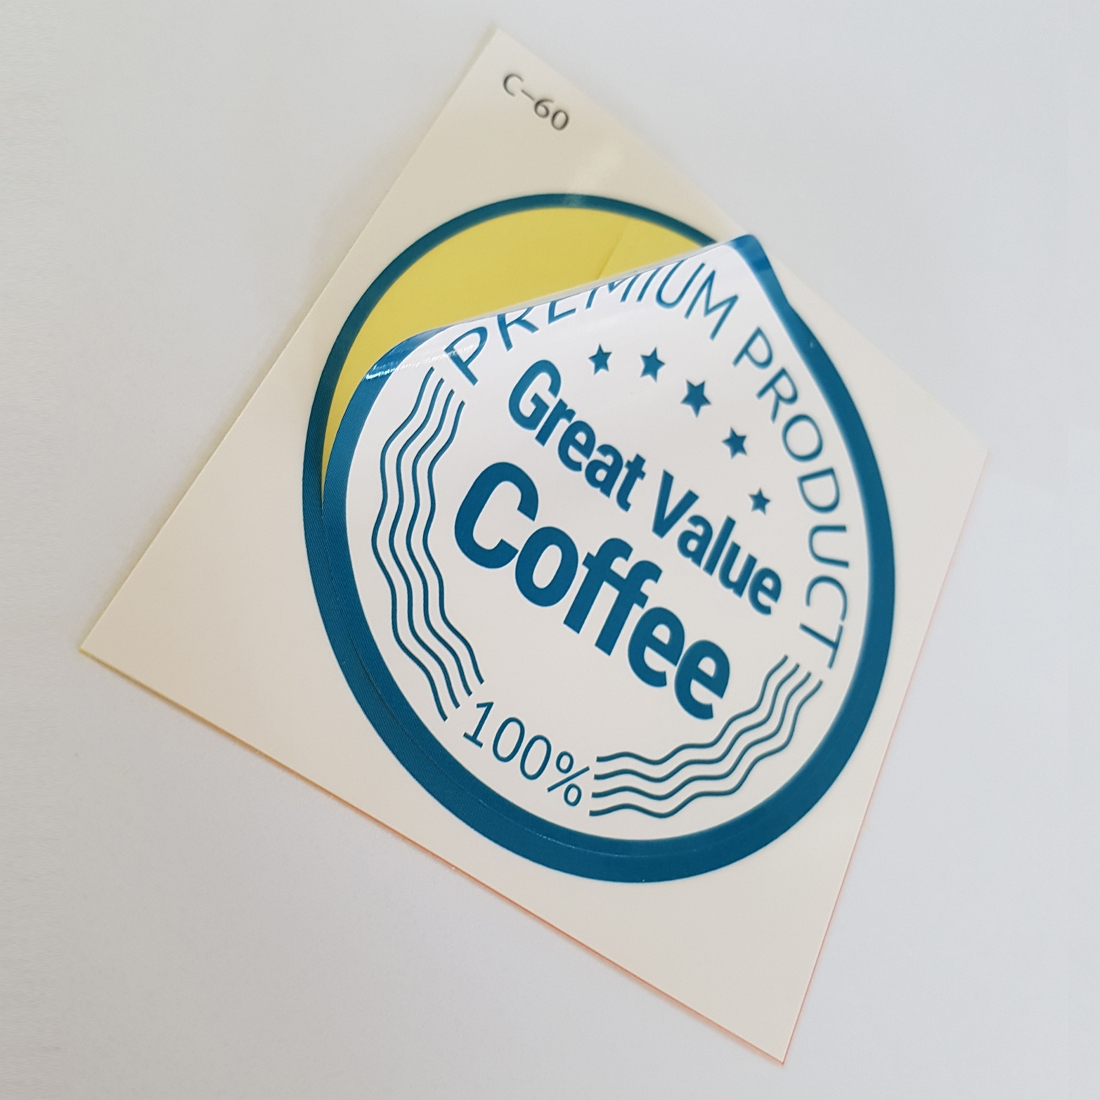 C-60
PREMIUM PRODUCT
Great Value
Coffee
100%